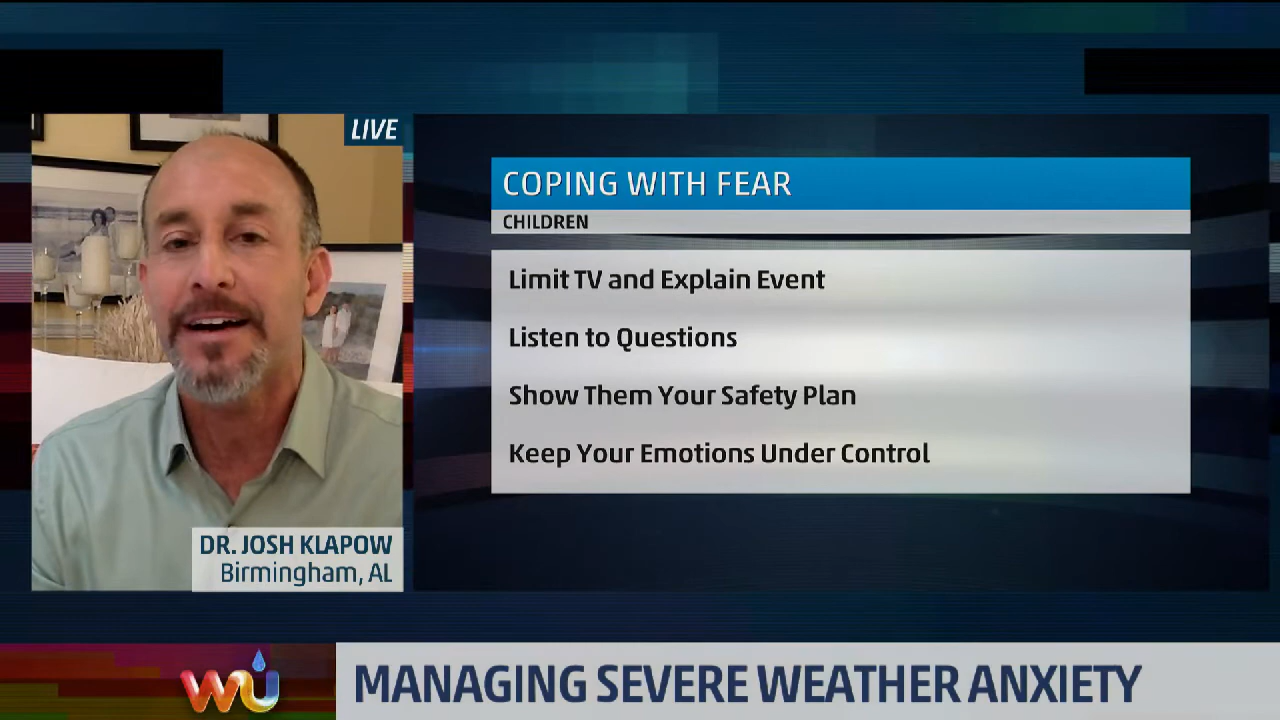 LIVE
COPING WITH FEAR
CHILDREN
Limit TV and Explain Event
Listen to Questions
Show Them Your Safety Plan
Keep Your Emotions Under Control
DR. JOSH KLAPOW
Birmingham, AL
WU
MANAGING SEVERE WEATHER ANXIETY